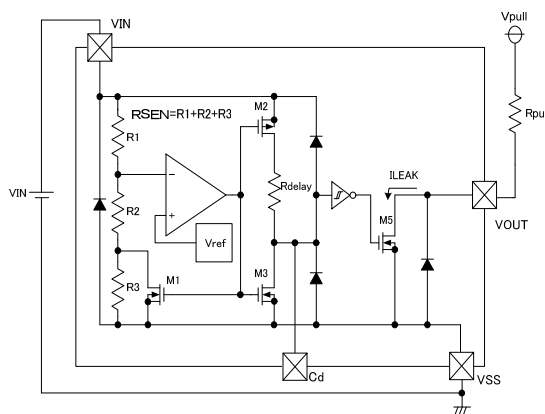 VIN
Vpull
RSEN=R1+R2+R3
M2
R1
Rpull
Rdelay
ILEAK
VIN
R2
Vref
M5
VOUT
R3
M1
M3
Cd
VSS